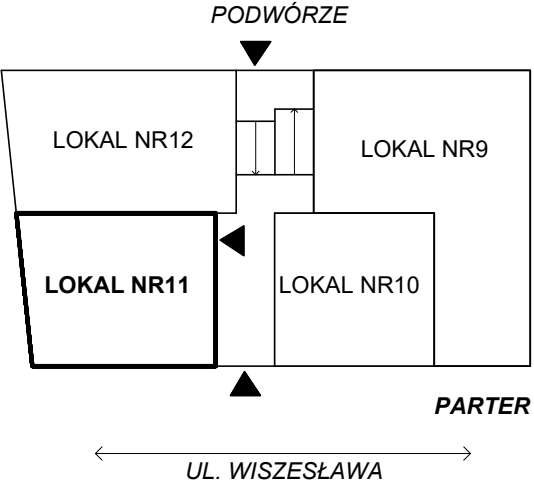 PODWÓRZE
LOKAL NR12
LOKAL NR9
LOKAL NR11
LOKAL NR10
PARTER
UL. WISZESŁAWA